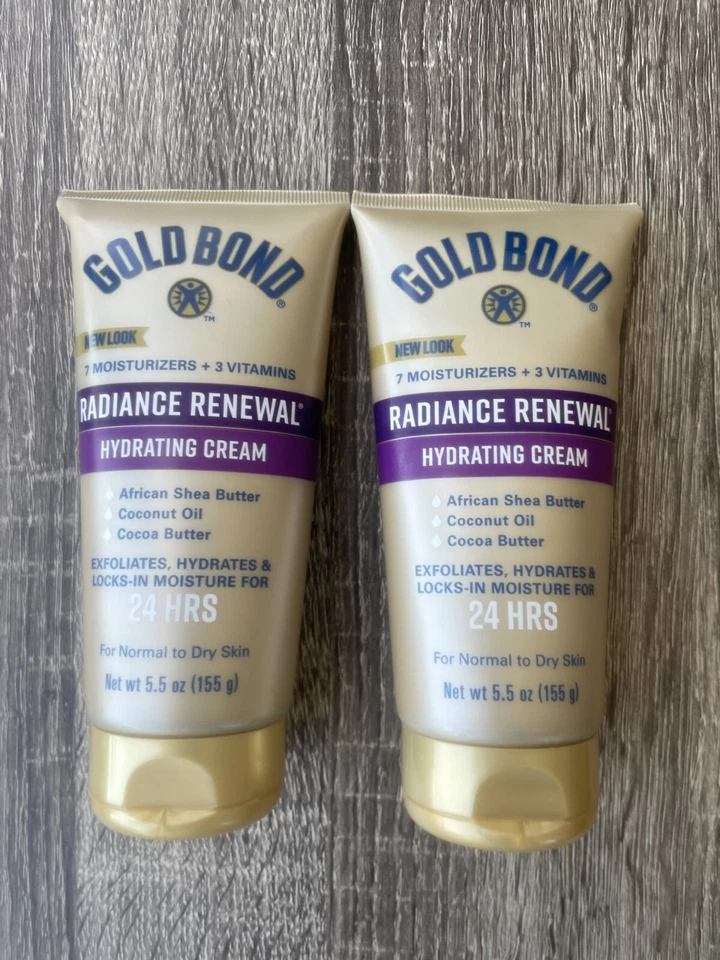 GOLD BOND®
™
NEW LOOK
7 MOISTURIZERS + 3 VITAMINS
RADIANCE RENEWAL®
HYDRATING CREAM
African Shea Butter
Coconut Oil
Cocoa Butter
EXFOLIATES, HYDRATES &
LOCKS-IN MOISTURE FOR
24 HRS
For Normal to Dry Skin
Net wt 5.5 oz (155 g)
GOLD BOND®
™
NEW LOOK
7 MOISTURIZERS + 3 VITAMINS
RADIANCE RENEWAL®
HYDRATING CREAM
African Shea Butter
Coconut Oil
Cocoa Butter
EXFOLIATES, HYDRATES &
LOCKS-IN MOISTURE FOR
24 HRS
For Normal to Dry Skin
Net wt 5.5 oz (155 g)